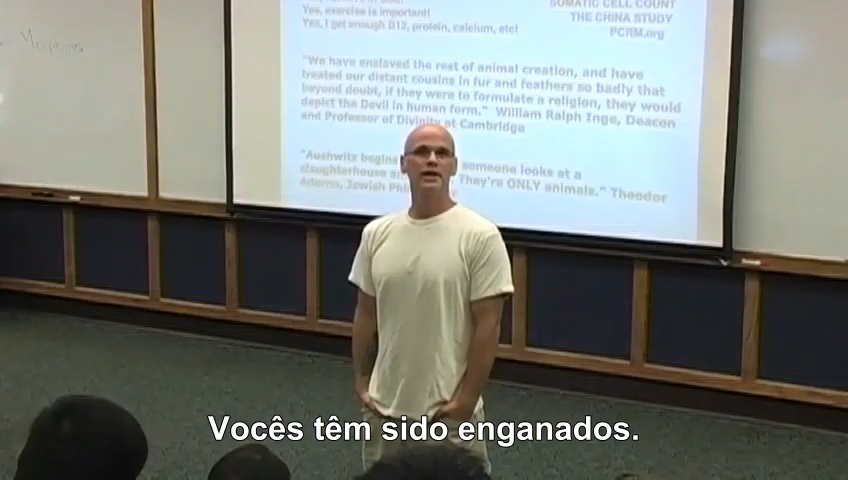 SOMATIC CELL COUNT
Yes, exercise is important!
THE CHINA STUDY
Yes, I get enough B12, protein, calcium, etc!
PCRM.org
"We have enslaved the rest of animal creation, and have
treated our distant cousins in fur and feathers so badly that
beyond doubt, if they were to formulate a religion, they would
depict the Devil in human form." William Ralph Inge, Deacon
and Professor of Divinity at Cambridge
"Aushwitz begins someone looks at a
slaughterhouse They're ONLY animals." Theodor
Adorno, Jewish
Vocês têm sido enganados.